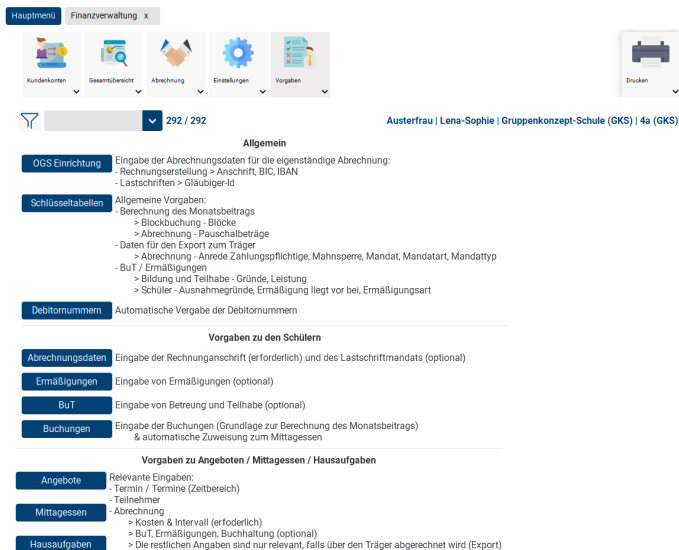 Hauptmenü Finanzverwaltung x
Kundenkonten Gesamtübersicht Abrechnung Einstellungen Vorgaben Drucken
292 / 292 Austerfrau | Lena-Sophie | Gruppenkonzept-Schule (GKS) | 4a (GKS)
Allgemein
OGS Einrichtung Eingabe der Abrechnungsdaten für die eigenständige Abrechnung:
- Rechnungserstellung > Anschrift, BIC, IBAN
- Lastschriften > Gläubiger-Id
Schlüsseltabellen Allgemeine Vorgaben:
- Berechnung des Monatsbeitrags
> Blockbuchung - Blöcke
> Abrechnung - Pauschalbeträge
- Daten für den Export zum Träger
> Abrechnung - Anrede Zahlungspflichtige, Mahnsperre, Mandat, Mandatart, Mandattyp
- BuT / Ermäßigungen
> Bildung und Teilhabe - Gründe, Leistung
> Schüler - Ausnahmegründe, Ermäßigung liegt vor bei, Ermäßigungsart
Debitornummern Automatische Vergabe der Debitornummern
Vorgaben zu den Schülern
Abrechnungsdaten Eingabe der Rechnunganschrift (erforderlich) und des Lastschriftmandats (optional)
Ermäßigungen Eingabe von Ermäßigungen (optional)
BuT Eingabe von Betreung und Teilhabe (optional)
Buchungen Eingabe der Buchungen (Grundlage zur Berechnung des Monatsbeitrags)
& automatische Zuweisung zum Mittagessen
Vorgaben zu Angeboten / Mittagessen / Hausaufgaben
Angebote Relevante Eingaben:
- Termin / Termine (Zeitbereich)
- Teilnehmer
Mittagessen - Abrechnung
> Kosten & Intervall (erfoderlich)
> BuT, Ermäßigungen, Buchhaltung (optional)
Hausaufgaben > Die restlichen Angaben sind nur relevant, falls über den Träger abgerechnet wird (Export)